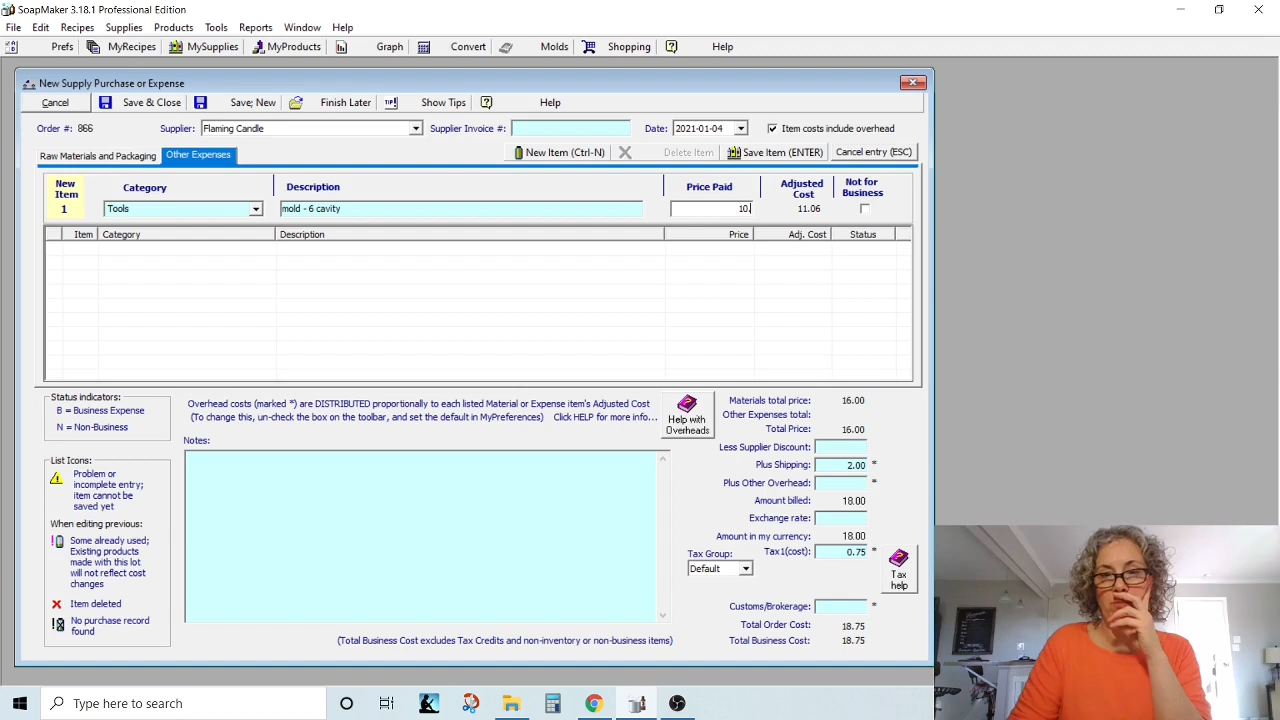 SoapMaker 3.18.1 Professional Edition
File Edit Recipes Supplies Products Tools Reports Window Help
Prefs MyRecipes MySupplies MyProducts Graph Convert Molds Shopping ? Help
New Supply Purchase or Expense
Cancel Save & Close Save; New Finish Later TIP! Show Tips ? Help
Order #: 866 Supplier: Flaming Candle Supplier Invoice #: Date: 2021-01-04 Item costs include overhead
Raw Materials and Packaging Other Expenses New Item (Ctrl-N) Delete Item Save Item (ENTER) Cancel entry (ESC)
New Item Category Description Price Paid Adjusted Cost Not for Business
1 Tools mold - 6 cavity 10. 11.06
Item Category Description Price Adj. Cost Status
Status indicators:
B = Business Expense
N = Non-Business
Overhead costs (marked *) are DISTRIBUTED proportionally to each listed Material or Expense item's Adjusted Cost
(To change this, un-check the box on the toolbar, and set the default in MyPreferences) Click HELP for more info...
Help with Overheads
Notes:
List Icons:
Problem or
incomplete entry;
item cannot be
saved yet
When editing previous:
Some already used;
Existing products
made with this lot
will not reflect cost
changes
Item deleted
No purchase record
found
Materials total price: 16.00
Other Expenses total:
Total Price: 16.00
Less Supplier Discount:
Plus Shipping: 2.00 *
Plus Other Overhead: *
Amount billed: 18.00
Exchange rate:
Amount in my currency: 18.00
Tax Group: Tax1(cost): 0.75 *
Default
Tax help
Customs/Brokerage: *
Total Order Cost: 18.75
(Total Business Cost excludes Tax Credits and non-inventory or non-business items) Total Business Cost: 18.75
Type here to search